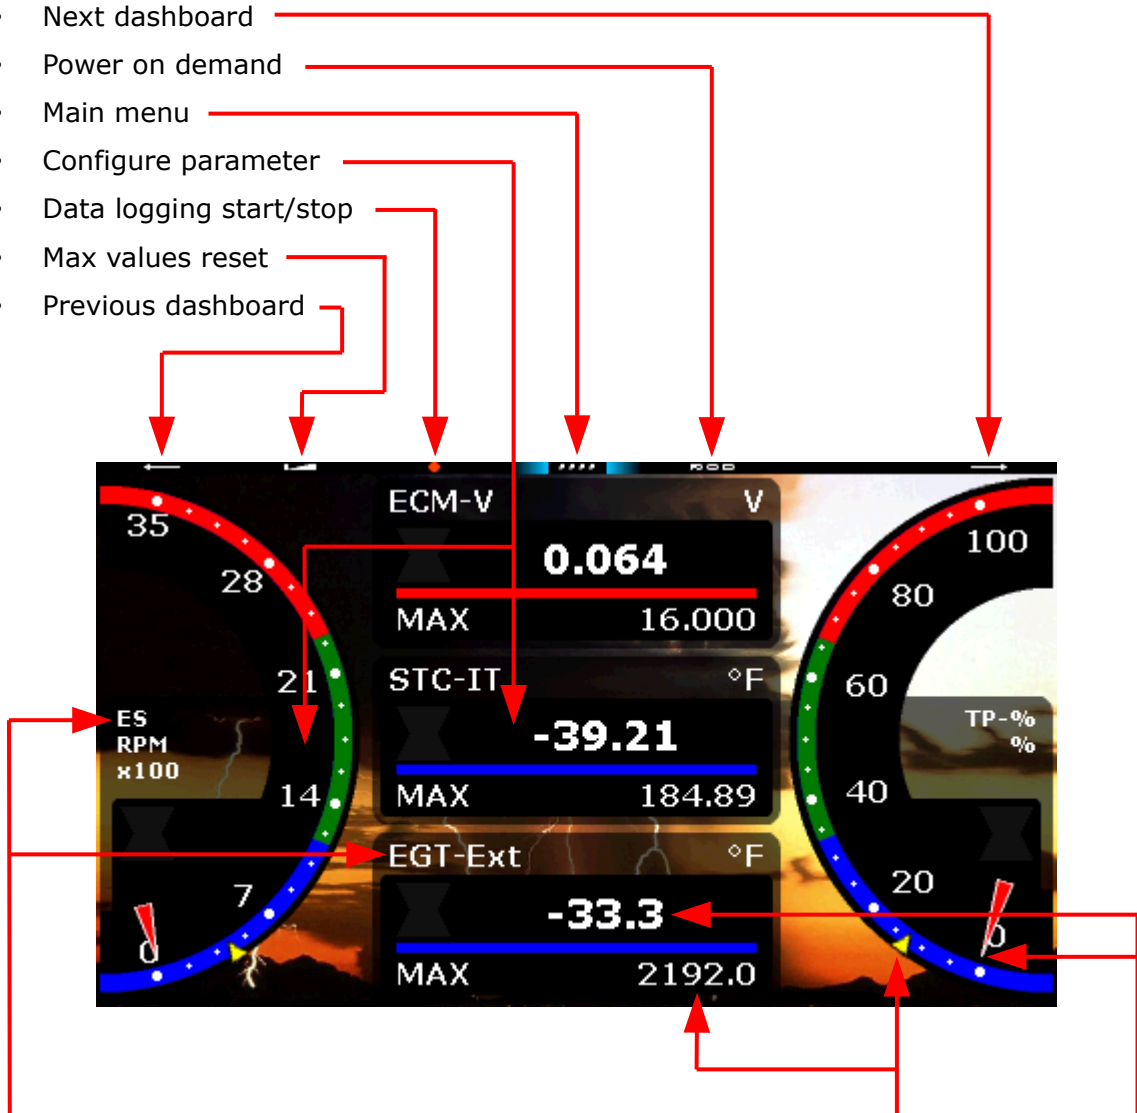 Next dashboard
Power on demand
Main menu
Configure parameter
Data logging start/stop
Max values reset
Previous dashboard
ECM-V V
0.064
MAX 16.000
STC-IT °F
-39.21
MAX 184.89
EGT-Ext °F
-33.3
MAX 2192.0
35
28
21
14
7
0
ES
RPM
x100
100
80
60
40
20
0
TP-%
%